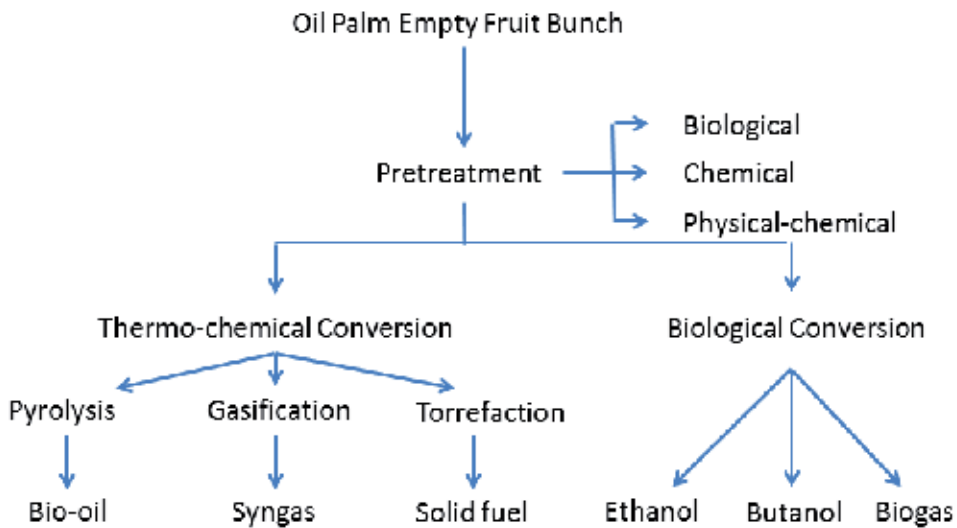 Oil Palm Empty Fruit Bunch
Biological
Pretreatment
Chemical
Physical-chemical
Thermo-chemical Conversion
Biological Conversion
Pyrolysis
Gasification
Torrefaction
Bio-oil
Syngas
Solid fuel
Ethanol
Butanol
Biogas